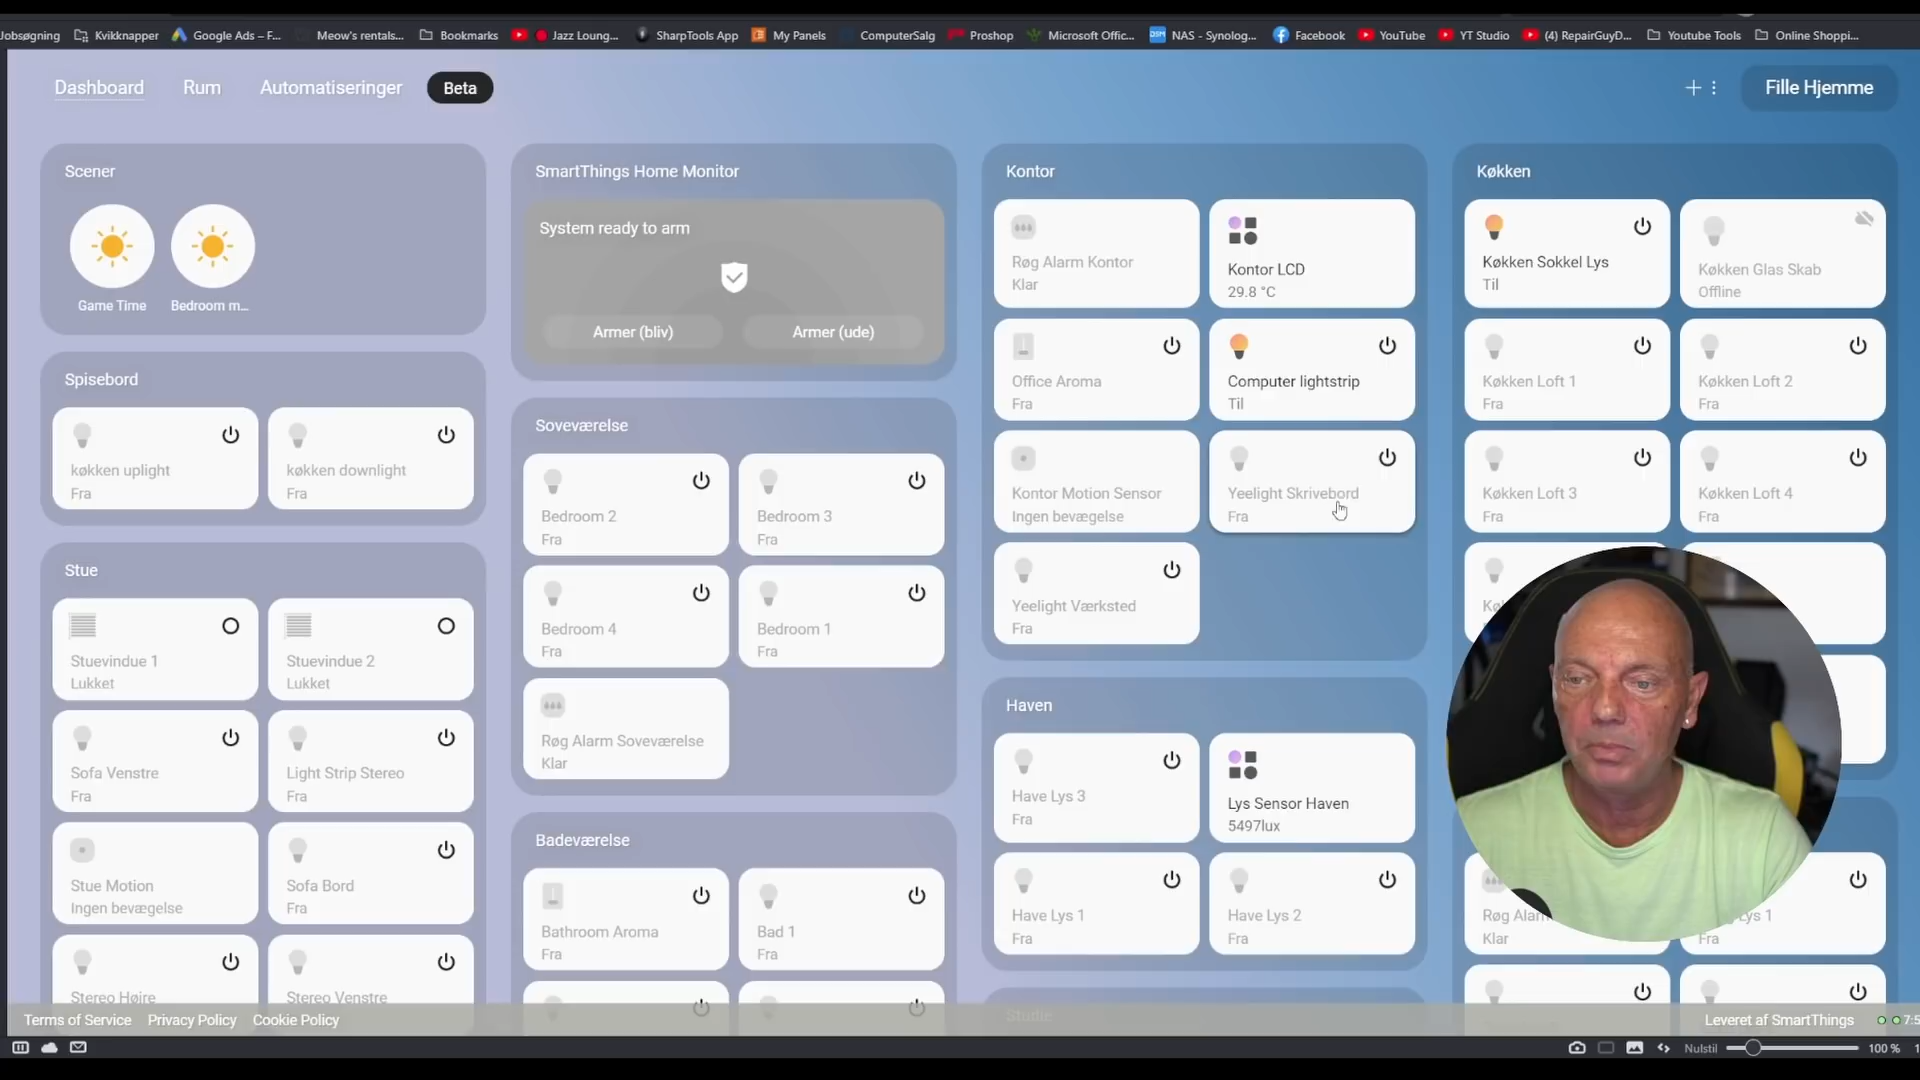 Jobsøgning Kvikknapper Google Ads – F... Meow's rentals... Bookmarks Jazz Loung... SharpTools App My Panels ComputerSalg Proshop Microsoft Offic... NAS - Synolog... Facebook YouTube YT Studio (4) RepairGuyD... Youtube Tools Online Shoppi...
Dashboard Rum Automatiseringer Beta Fille Hjemme
Scener
Game Time
Bedroom m...
Spisebord
køkken uplight
Fra
køkken downlight
Fra
Stue
Stuevindue 1
Lukket
Stuevindue 2
Lukket
Sofa Venstre
Fra
Light Strip Stereo
Fra
Stue Motion
Ingen bevægelse
Sofa Bord
Fra
Stereo Højre
Stereo Venstre
SmartThings Home Monitor
System ready to arm
Armer (bliv)
Armer (ude)
Soveværelse
Bedroom 2
Fra
Bedroom 3
Fra
Bedroom 4
Fra
Bedroom 1
Fra
Røg Alarm Soveværelse
Klar
Badeværelse
Bathroom Aroma
Fra
Bad 1
Fra
Kontor
Røg Alarm Kontor
Klar
Kontor LCD
29.8 °C
Office Aroma
Fra
Computer lightstrip
Til
Kontor Motion Sensor
Ingen bevægelse
Yeelight Skrivebord
Fra
Yeelight Værksted
Fra
Haven
Have Lys 3
Fra
Lys Sensor Haven
5497lux
Have Lys 1
Fra
Have Lys 2
Fra
Studie
Køkken
Køkken Sokkel Lys
Til
Køkken Glas Skab
Offline
Køkken Loft 1
Fra
Køkken Loft 2
Fra
Køkken Loft 3
Fra
Køkken Loft 4
Fra
Røg Alarm
Klar
Lys 1
Fra
Terms of Service Privacy Policy Cookie Policy Leveret af SmartThings
Nulstil 100 %